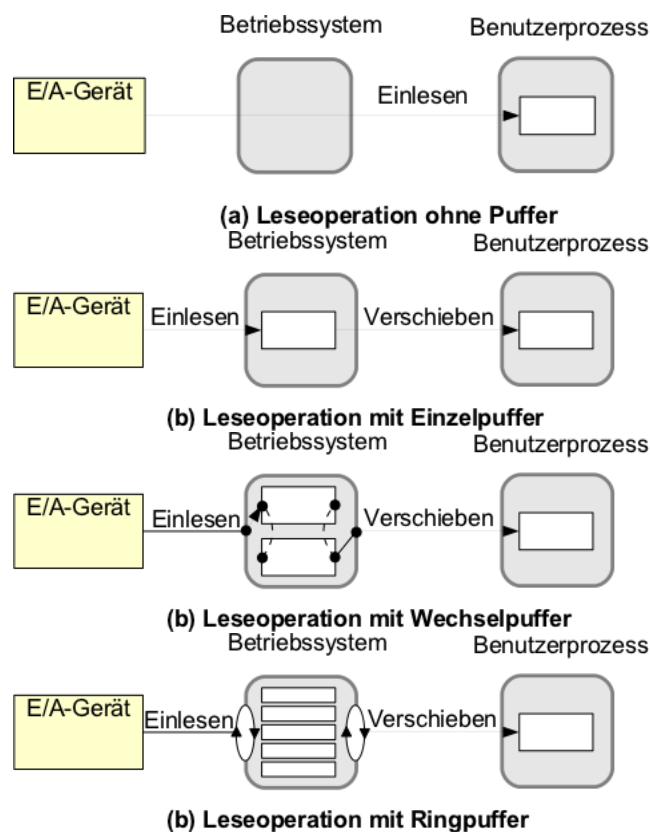 Betriebssystem Benutzerprozess
E/A-Gerät
Einlesen
(a) Leseoperation ohne Puffer
Betriebssystem Benutzerprozess
E/A-Gerät
Einlesen Verschieben
(b) Leseoperation mit Einzelpuffer
Betriebssystem Benutzerprozess
E/A-Gerät
Einlesen Verschieben
(b) Leseoperation mit Wechselpuffer
Betriebssystem Benutzerprozess
E/A-Gerät
Einlesen Verschieben
(b) Leseoperation mit Ringpuffer